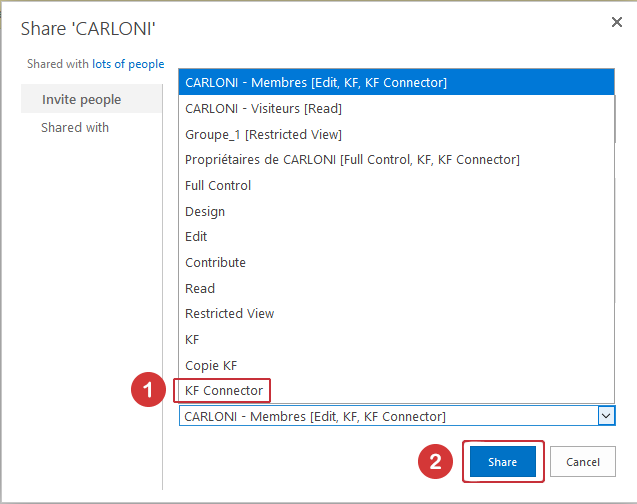 Share 'CARLONI'
Shared with lots of people
Invite people
Shared with
CARLONI - Membres [Edit, KF, KF Connector]
CARLONI - Visiteurs [Read]
Groupe_1 [Restricted View]
Propriétaires de CARLONI [Full Control, KF, KF Connector]
Full Control
Design
Edit
Contribute
Read
Restricted View
KF
Copie KF
1 KF Connector
CARLONI - Membres [Edit, KF, KF Connector]
2 Share Cancel